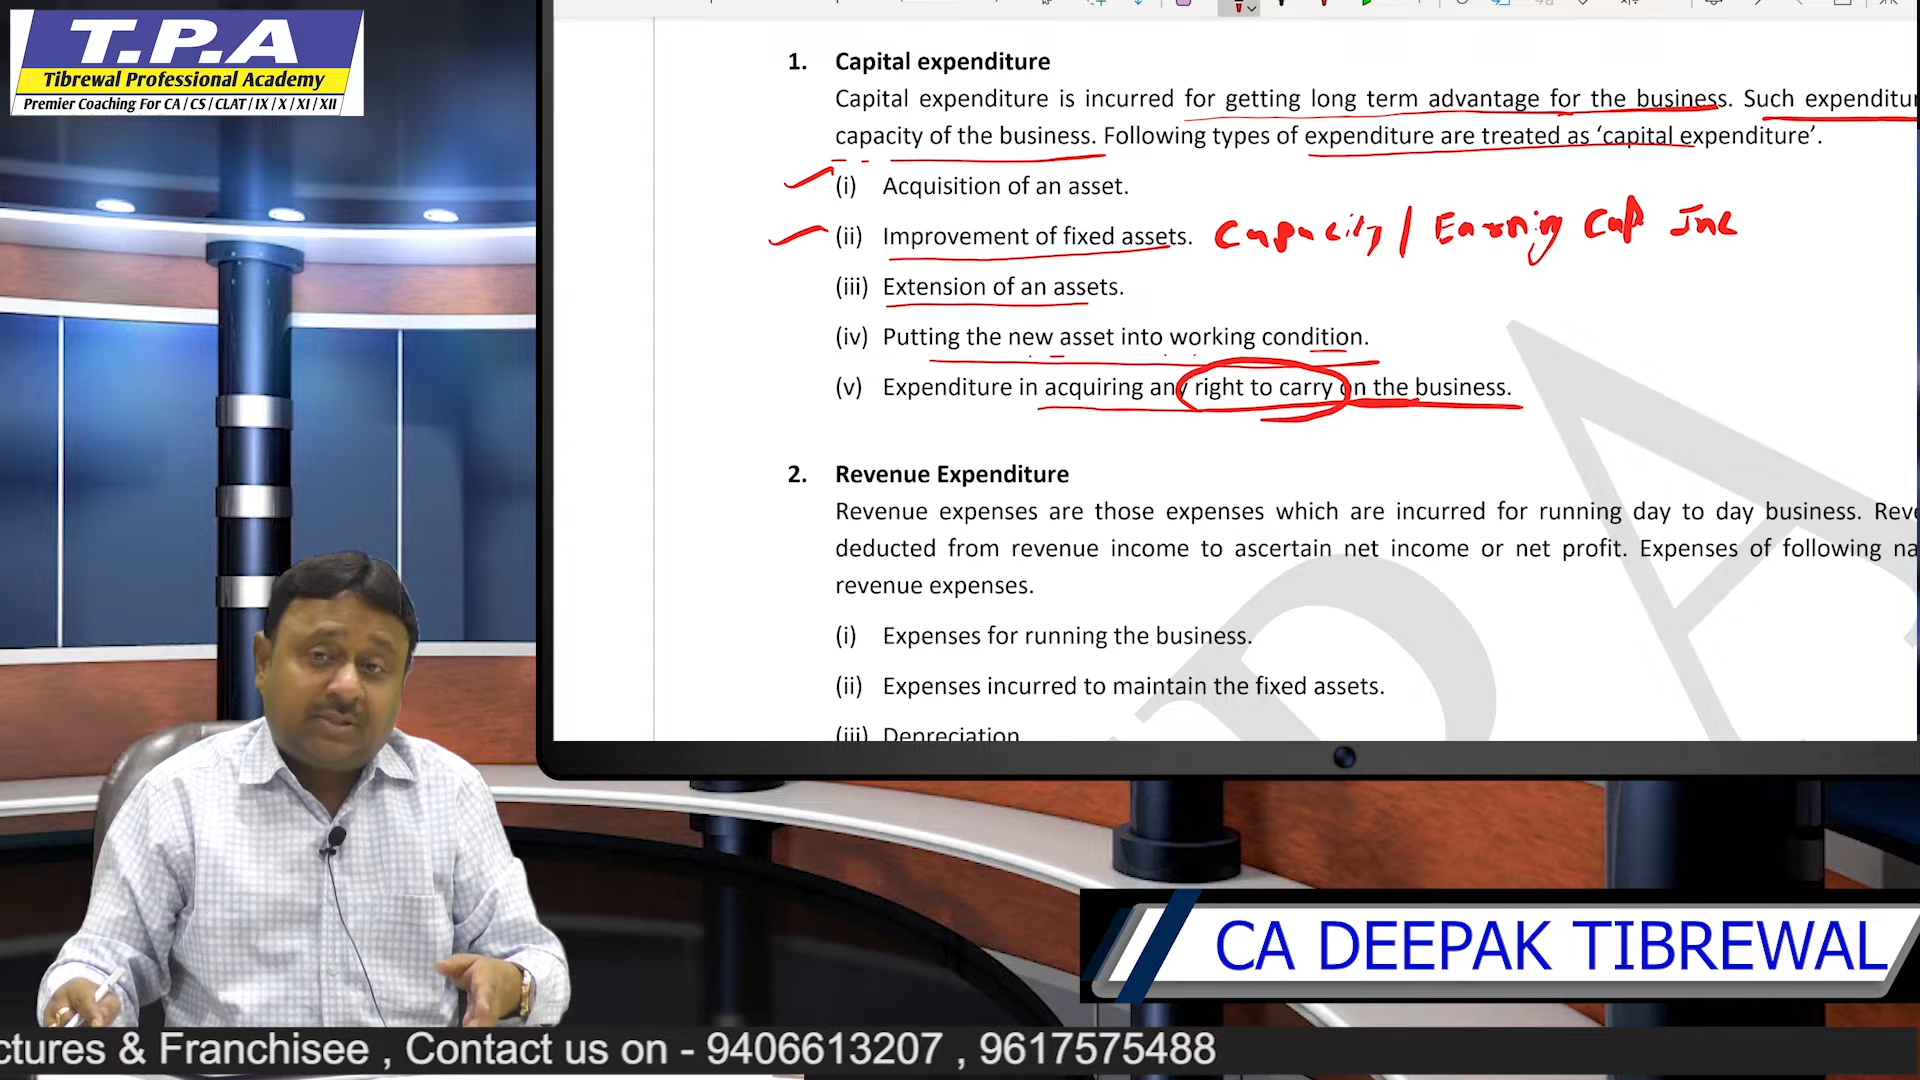 T.P.A
Tibrewal Professional Academy
Premier Coaching For CA / CS / CLAT / IX / X / XI / XII
1. Capital expenditure
Capital expenditure is incurred for getting long term advantage for the business. Such
capacity of the business. Following types of expenditure are treated as ‘capital expenditure’.
(i) Acquisition of an asset.
(ii) Improvement of fixed assets. Capacity / Earning Cap Inc
(iii) Extension of an assets.
(iv) Putting the new asset into working condition.
(v) Expenditure in acquiring any right to carry on the business.
2. Revenue Expenditure
Revenue expenses are those expenses which are incurred for running day to day business.
deducted from revenue income to ascertain net income or net profit. Expenses of following
revenue expenses.
(i) Expenses for running the business.
(ii) Expenses incurred to maintain the fixed assets.
(iii) Depreciation
P A
CA DEEPAK TIBREWAL
ctures & Franchisee , Contact us on - 9406613207 , 9617575488